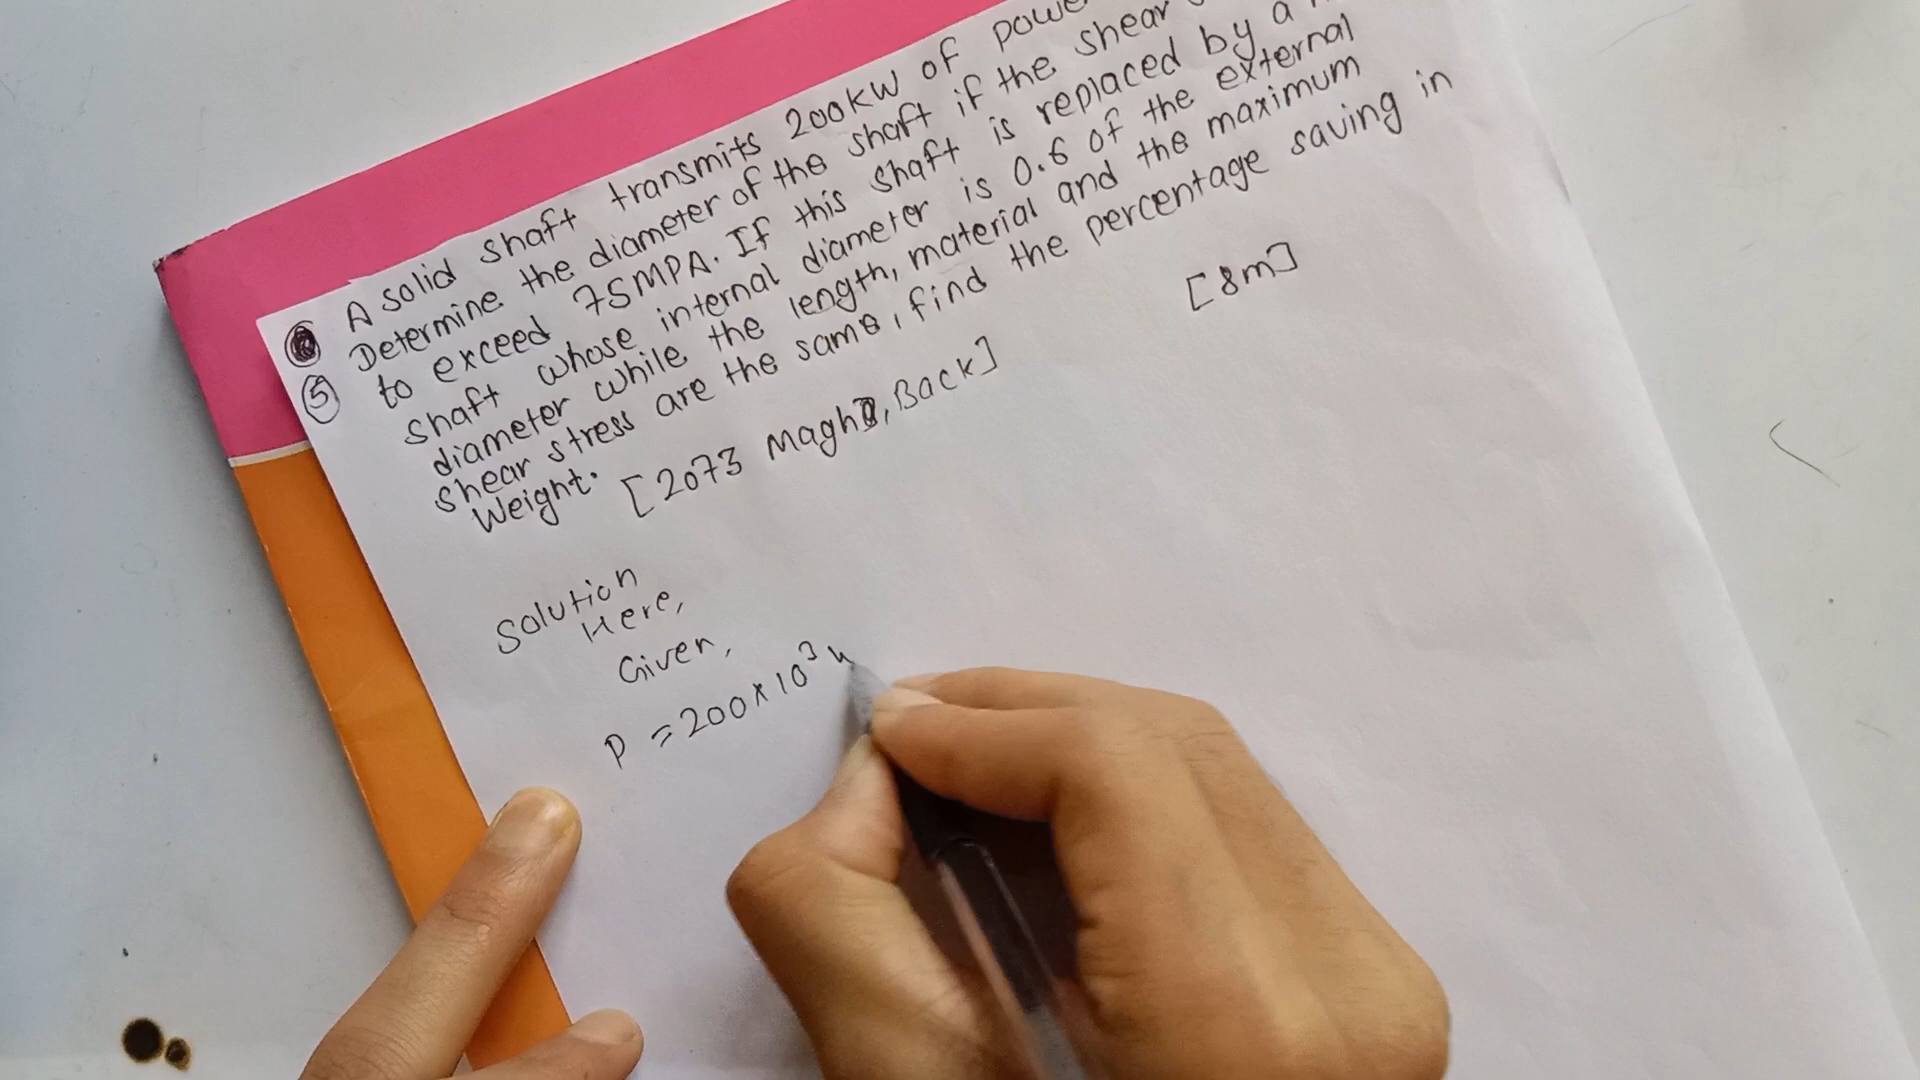 A solid shaft transmits 200KW of
Determine the diameter of the shaft if the shear
⑤ to exceed 75MPA. If this shaft is replaced by a
shaft whose internal diameter is 0.6 of the external
diameter while the length, material and the maximum
shear stress are the same, find the percentage saving in
Weight. [2073 Magh, Back] [8m]
Solution
Here,
Given,
P = 200×10³